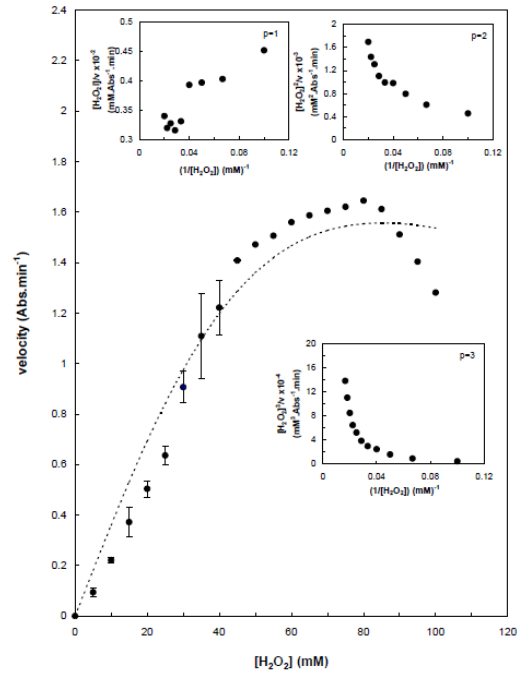 2.4
2.0
1.8
1.6
1.4
1.2
1
0.8
0.6
0.4
0.2
0
velocity (Abs.min⁻¹)
0 20 40 60 80 100 120
[H₂O₂] (mM)
p=1
0.5
0.45
0.4
0.35
0.3
[H₂O₂]/v x10⁻²
(mM.Abs⁻¹.min)
0 0.04 0.08 0.12
(1/[H₂O₂]) (mM)⁻¹
p=2
2
1.5
1
0.5
0
[H₂O₂]²/v x10⁻³
(mM².Abs⁻¹.min)
0 0.04 0.08 0.12
(1/[H₂O₂]) (mM)⁻¹
p=3
20
16
12
8
4
0
[H₂O₂]³/v x10⁻⁴
(mM³.Abs⁻¹.min)
0 0.04 0.08 0.12
(1/[H₂O₂]) (mM)⁻¹